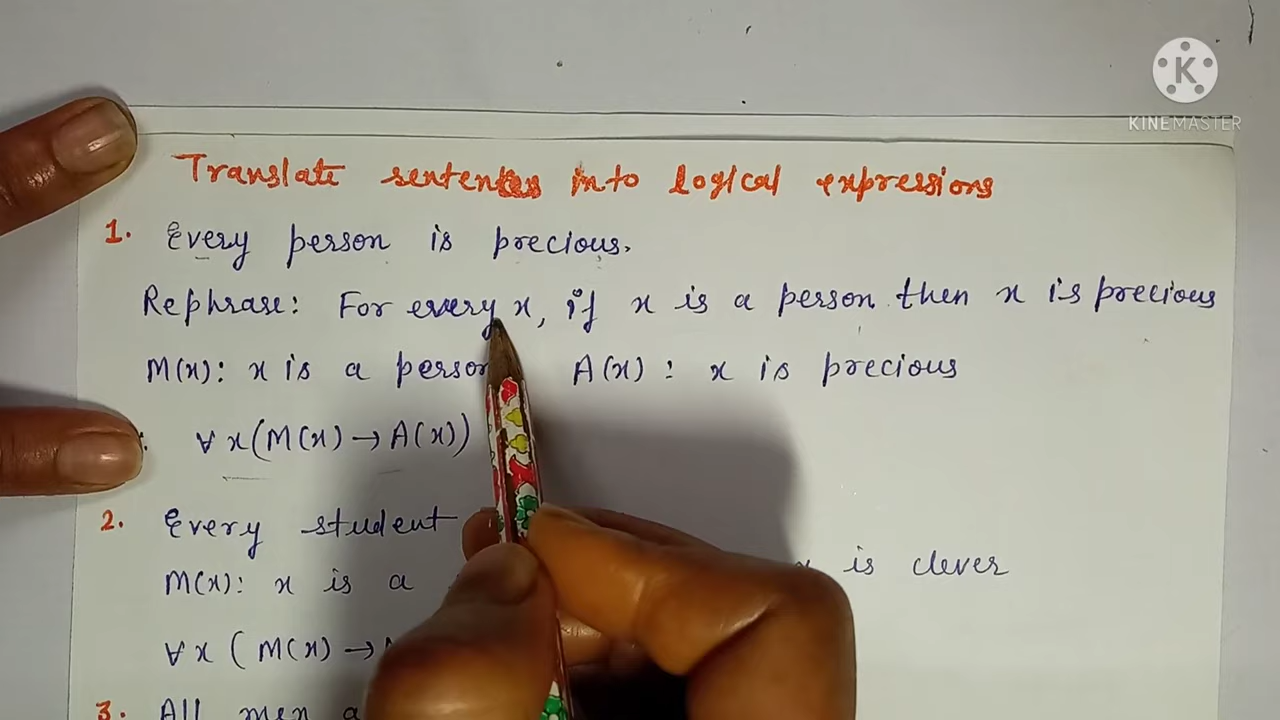 KINEMASTER
Translate sentences into logical expressions
1. Every person is precious.
Rephrase: For every x, if x is a person then x is precious
M(x): x is a person A(x) : x is precious
∀ x(M(x) → A(x))
2. Every student
M(x): x is a x is clever
∀ x ( M(x) →
3. All men